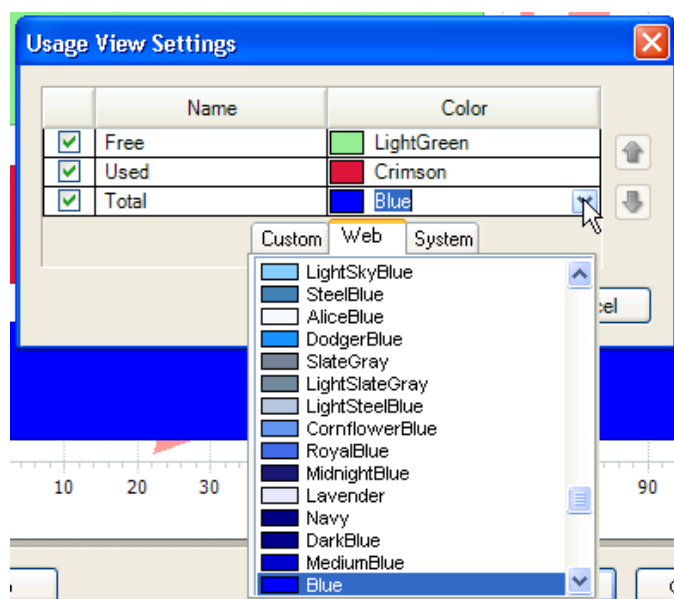 Usage View Settings
Name Color
Free LightGreen
Used Crimson
Total Blue
Custom Web System
LightSkyBlue
SteelBlue
AliceBlue
DodgerBlue
SlateGray
LightSlateGray
LightSteelBlue
CornflowerBlue
RoyalBlue
MidnightBlue
Lavender
Navy
DarkBlue
MediumBlue
Blue
cel
10 20 30 90